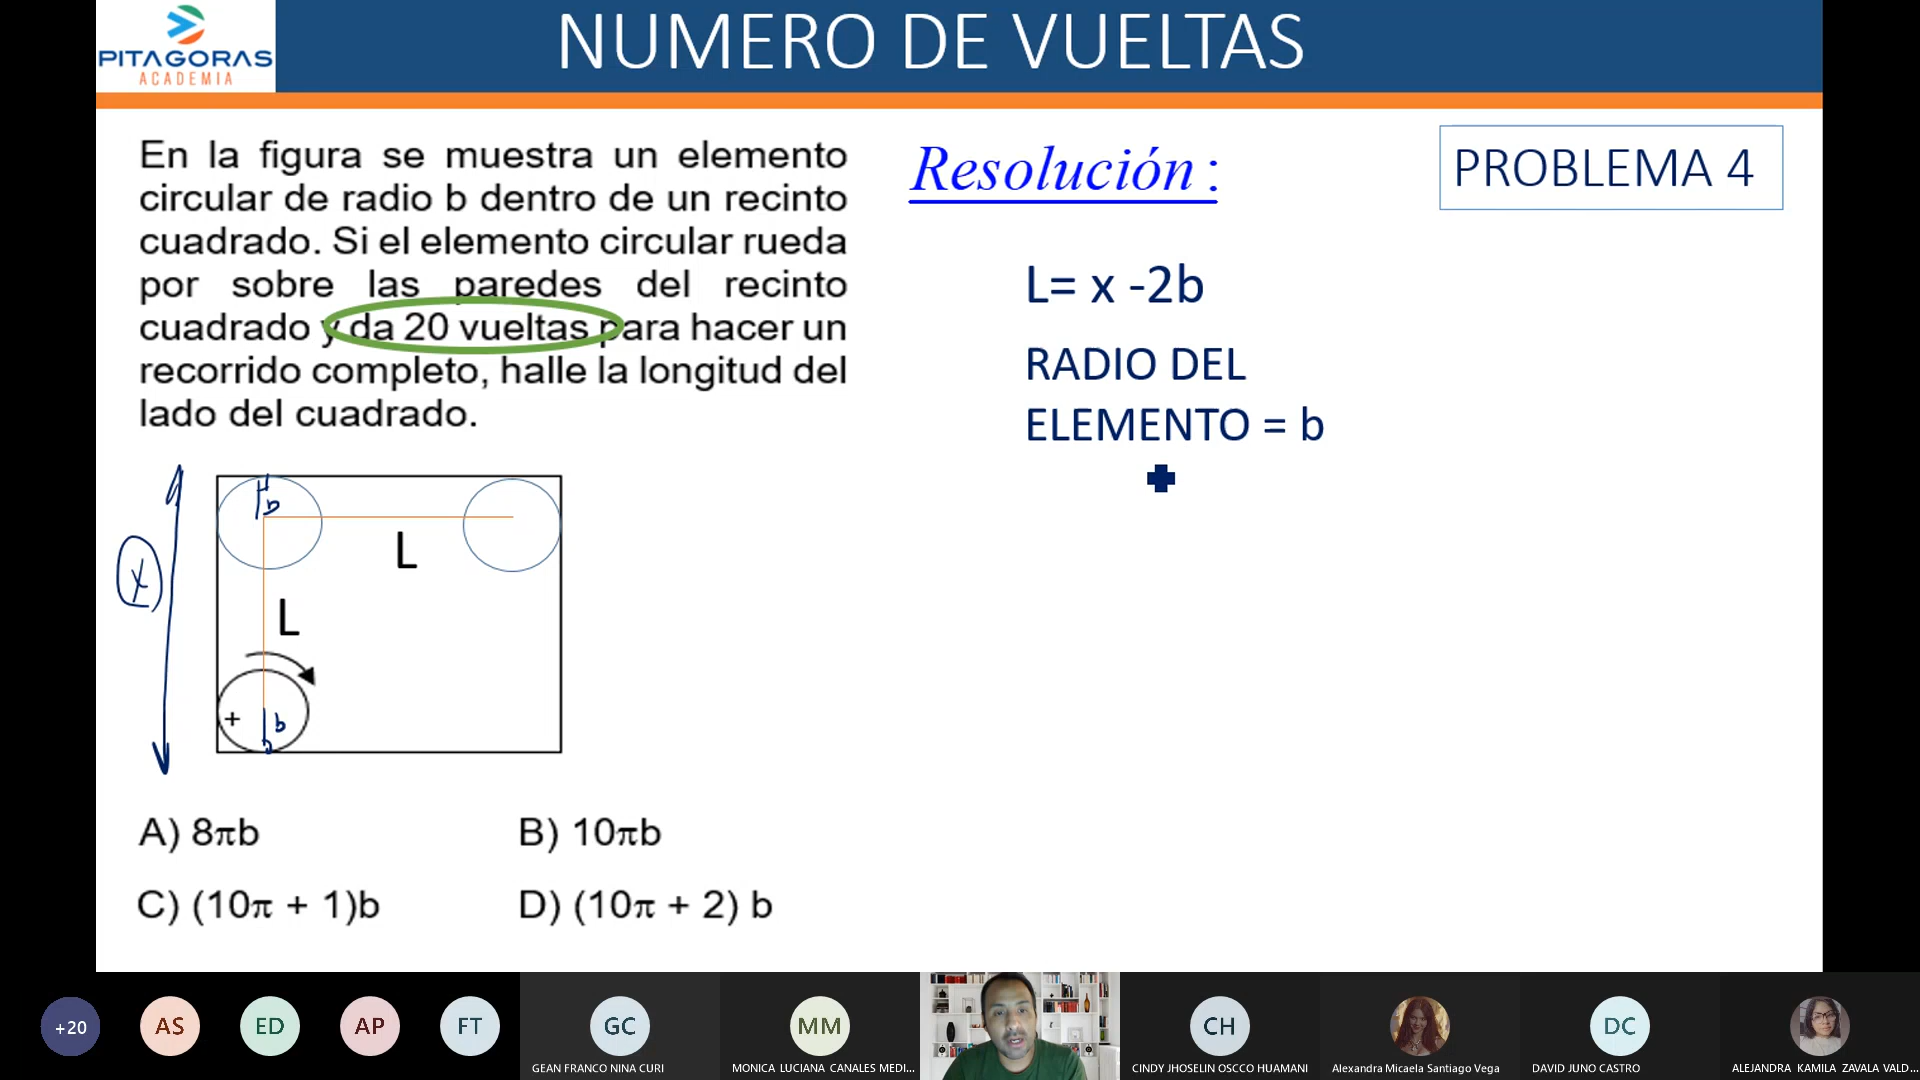 PITAGORAS
ACADEMIA
NUMERO DE VUELTAS
En la figura se muestra un elemento
circular de radio b dentro de un recinto
cuadrado. Si el elemento circular rueda
por sobre las paredes del recinto
cuadrado y da 20 vueltas para hacer un
recorrido completo, halle la longitud del
lado del cuadrado.
Resolución :
PROBLEMA 4
L= x -2b
RADIO DEL
ELEMENTO = b
b
L
x
L
+
b
A) 8πb
B) 10πb
C) (10π + 1)b
D) (10π + 2) b
+20
AS
ED
AP
FT
GC
GEAN FRANCO NINA CURI
MM
MONICA LUCIANA CANALES MEDI...
CH
CINDY JHOSELIN OSCCO HUAMANI
Alexandra Micaela Santiago Vega
DC
DAVID JUNO CASTRO
ALEJANDRA KAMILA ZAVALA VALD...